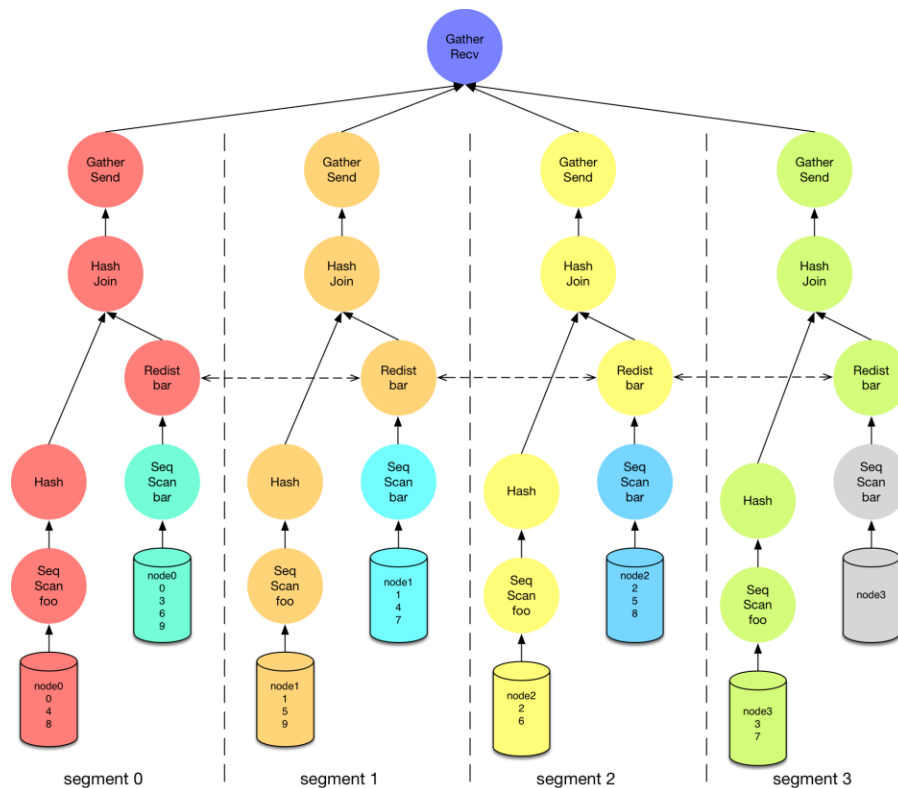 Gather
Recv
Gather
Send
Gather
Send
Gather
Send
Gather
Send
Hash
Join
Hash
Join
Hash
Join
Hash
Join
Redist
bar
Redist
bar
Redist
bar
Redist
bar
Hash
Seq
Scan
bar
Hash
Seq
Scan
bar
Hash
Seq
Scan
bar
Hash
Seq
Scan
bar
Seq
Scan
foo
node0
0
3
6
9
Seq
Scan
foo
node1
1
4
7
Seq
Scan
foo
node2
2
5
8
Seq
Scan
foo
node3
node0
0
4
8
node1
1
5
9
node2
2
6
node3
3
7
segment 0
segment 1
segment 2
segment 3